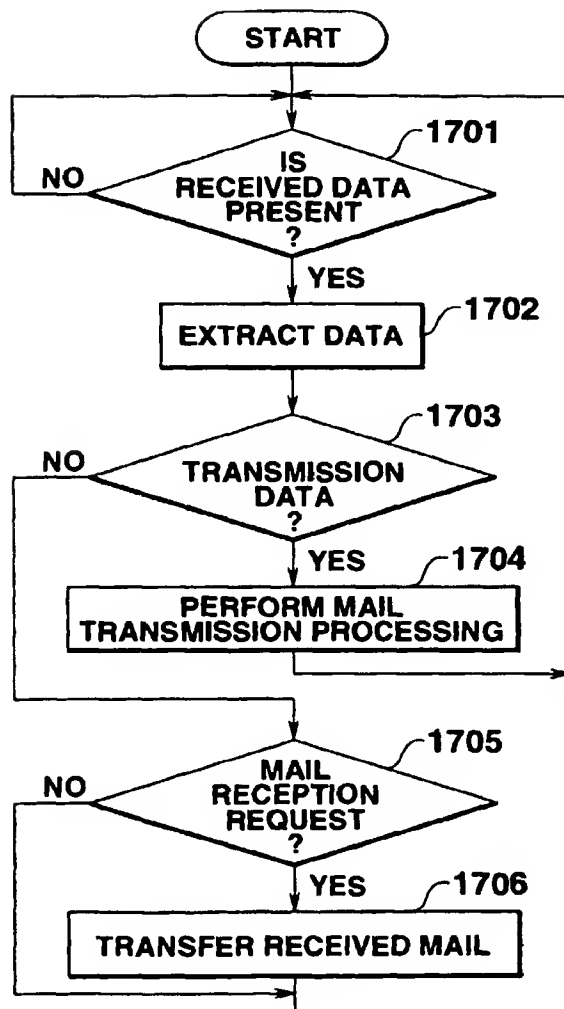 START
1701
IS
RECEIVED DATA
PRESENT
?
NO
YES
1702
EXTRACT DATA
1703
NO
TRANSMISSION
DATA
?
YES
1704
PERFORM MAIL
TRANSMISSION PROCESSING
1705
NO
MAIL
RECEPTION
REQUEST
?
YES
1706
TRANSFER RECEIVED MAIL